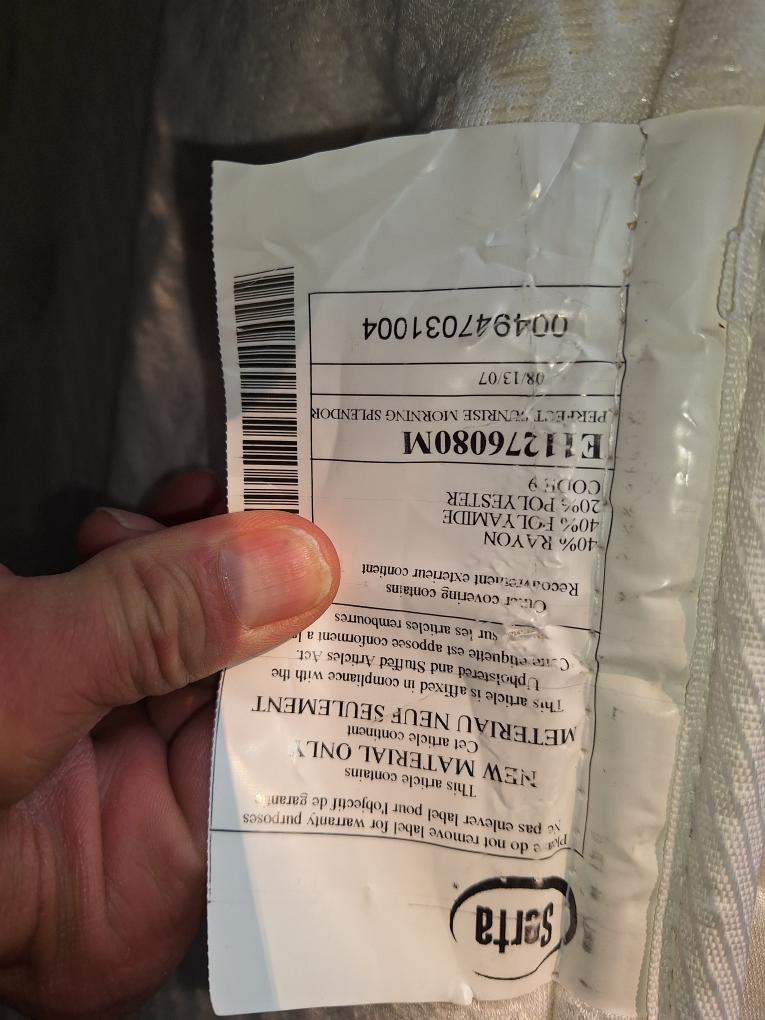 Serta
Please do not remove label for warranty purposes
Ne pas enlever label pour l'objectif de garantie
This article contains
NEW MATERIAL ONLY
Cet article contient
METERIAU NEUF SEULEMENT
This article is affixed in compliance with the
Upholstered and Stuffed Articles Act.
Cette etiquette est apposee conforment a la
sur les articles rembourres
Outer covering contains
Recouvrement exterieur contient
40% RAYON
40% POLYAMIDE
20% POLYESTER
CODE 9
E11276080M
PERFECT SUNRISE MORNING SPLENDOR
08/13/07
004947031004